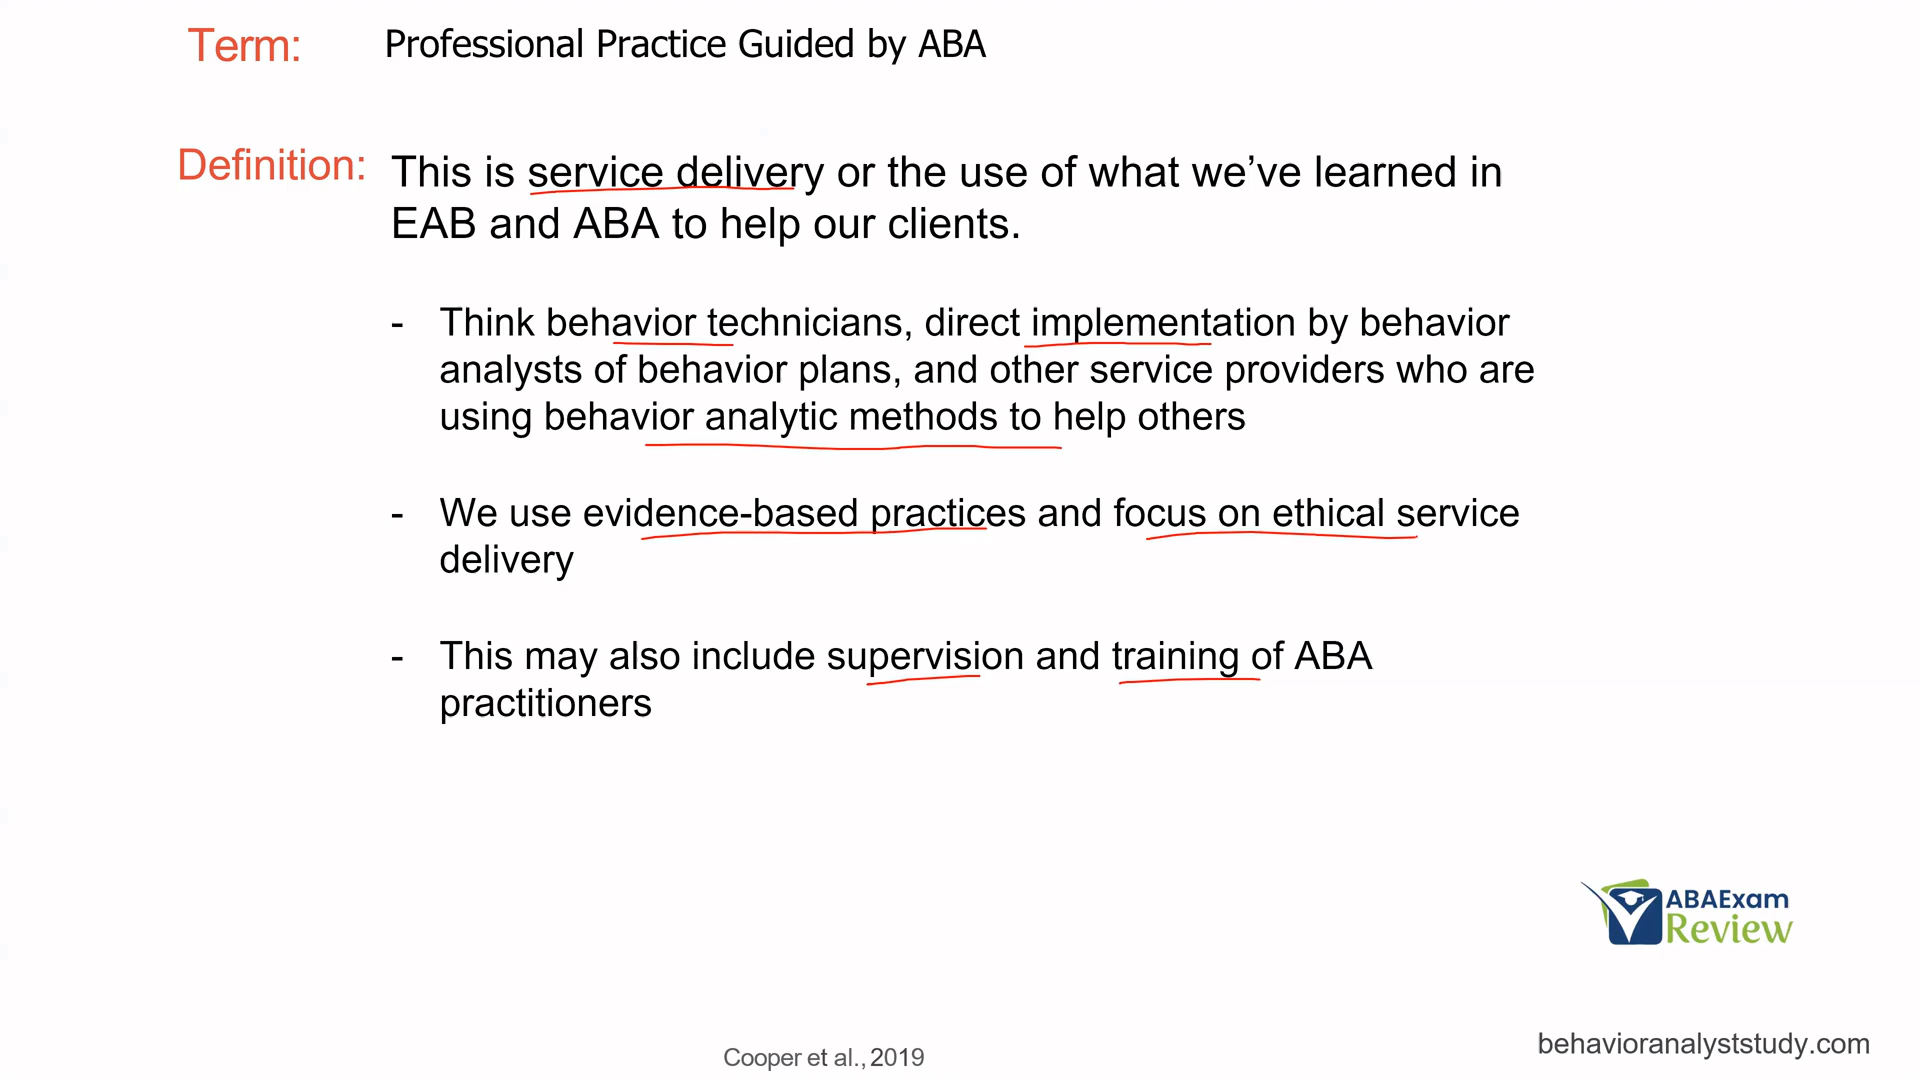 Term: Professional Practice Guided by ABA
Definition: This is service delivery or the use of what we’ve learned in
EAB and ABA to help our clients.
- Think behavior technicians, direct implementation by behavior
analysts of behavior plans, and other service providers who are
using behavior analytic methods to help others
- We use evidence-based practices and focus on ethical service
delivery
- This may also include supervision and training of ABA
practitioners
ABAExam
Review
behavioranalyststudy.com
Cooper et al., 2019